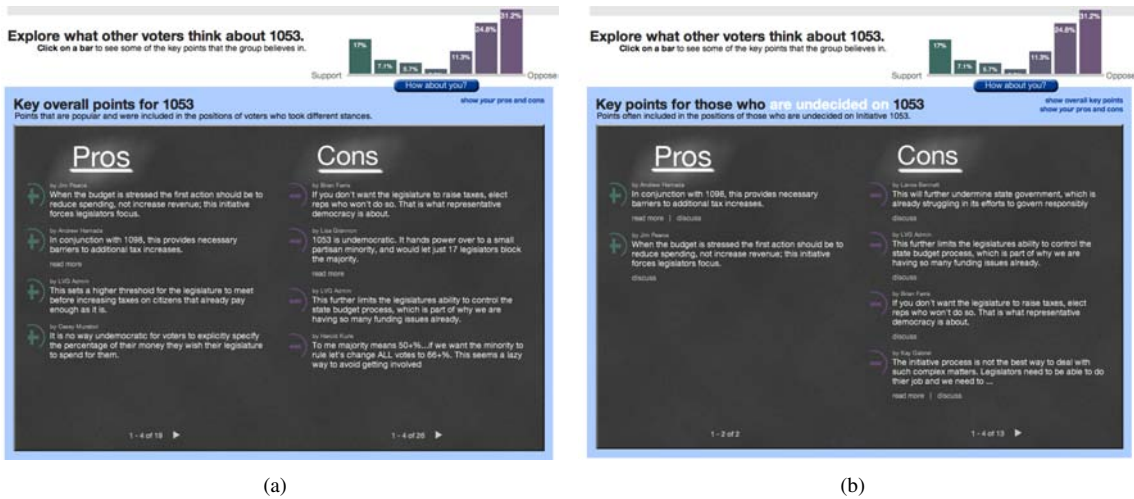 Explore what other voters think about 1053.
Click on a bar to see some of the key points that the group believes in.
17%
7.1%
5.7%
11.3%
24.8%
31.2%
Support
Oppose
How about you?
Key overall points for 1053
show your pros and cons
Points that are popular and were included in the positions of voters who took different stances.
Pros
by Jim Pearce
When the budget is stressed the first action should be to
reduce spending, not increase revenue; this initiative
forces legislators focus.
by Andrew Hamada
In conjunction with 1098, this provides necessary
barriers to additional tax increases.
read more
by LVG Admin
This sets a higher threshold for the legislature to meet
before increasing taxes on citizens that already pay
enough as it is.
by Casey
It is no way undemocratic for voters to explicitly specify
the percentage of their money they wish their legislature
to spend for them.
1 - 4 of 18
Cons
by Brian Ferris
If you don't want the legislature to raise taxes, elect
reps who won't do so. That is what representative
democracy is about.
by Lisa
1053 is undemocratic. It hands power over to a small
partisan minority, and would let just 17 legislators block
the majority.
read more
by LVG Admin
This further limits the legislatures ability to control the
state budget process, which is part of why we are
having so many funding issues already.
by
To me majority means 50+%...if we want the minority to
rule let's change ALL votes to 66+%. This seems a lazy
way to avoid getting involved
1 - 4 of 26
(a)
Explore what other voters think about 1053.
Click on a bar to see some of the key points that the group believes in.
17%
7.1%
5.7%
11.3%
24.8%
31.2%
Support
Oppose
How about you?
Key points for those who are undecided on 1053
show overall key points
show your pros and cons
Points often included in the positions of those who are undecided on Initiative 1053.
Pros
by Andrew Hamada
In conjunction with 1098, this provides necessary
barriers to additional tax increases.
read more | discuss
by Jim Pearce
When the budget is stressed the first action should be to
reduce spending, not increase revenue; this initiative
forces legislators focus.
discuss
1 - 2 of 2
Cons
by Lance Bennett
This will further undermine state government, which is
already struggling in its efforts to govern responsibly
discuss
by LVG Admin
This further limits the legislatures ability to control the
state budget process, which is part of why we are
having so many funding issues already.
discuss
by Brian Ferris
If you don't want the legislature to raise taxes, elect
reps who won't do so. That is what representative
democracy is about.
discuss
by Kay Gabriel
The initiative process is not the best way to deal with
such complex matters. Legislators need to be able to do
thier job and we need to ...
read more | discuss
1 - 4 of 13
(b)